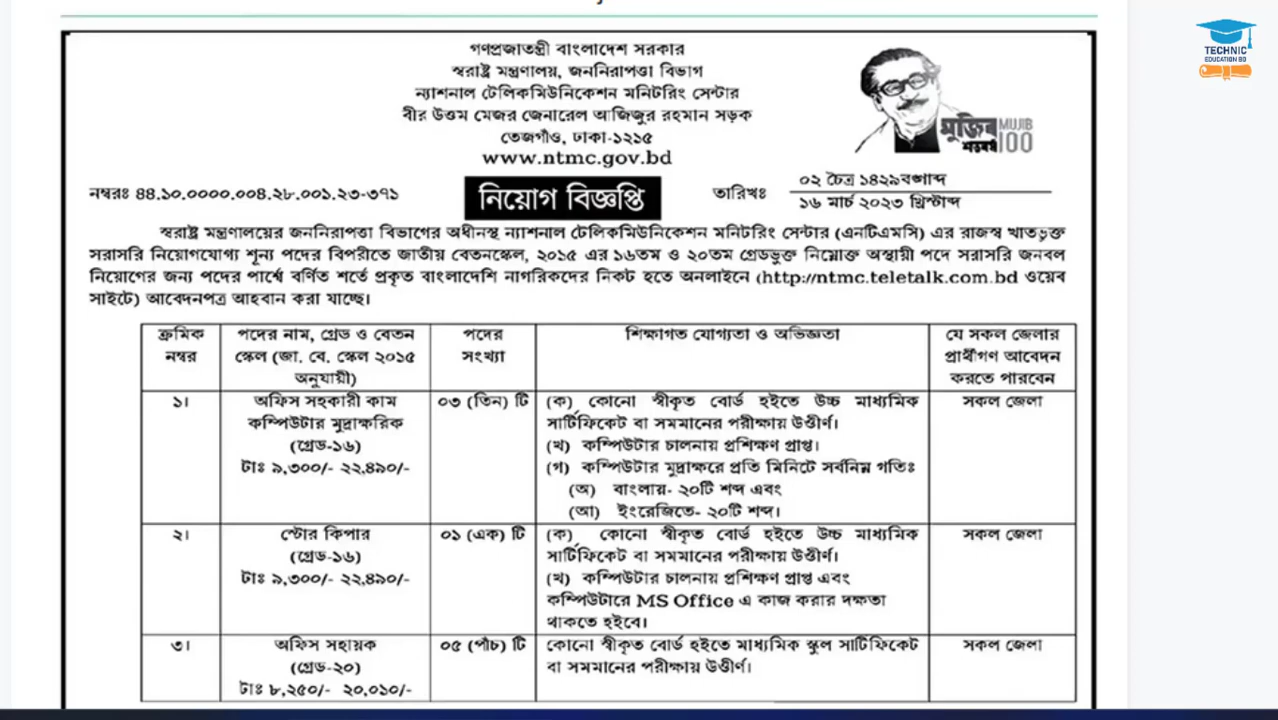 গণপ্রজাতন্ত্রী বাংলাদেশ সরকার
স্বরাষ্ট্র মন্ত্রণালয়, জননিরাপত্তা বিভাগ
ন্যাশনাল টেলিকমিউনিকেশন মনিটরিং সেন্টার
বীর উত্তম মেজর জেনারেল আজিজুর রহমান সড়ক
তেজগাঁও, ঢাকা-১২১৫
www.ntmc.gov.bd
মুজিব শতবর্ষ MUJIB 100
TECHNIC
EDUCATION BD
নম্বরঃ ৪৪.১০.০০০০.০০৪.২৮.০০১.২৩-৩৭১
নিয়োগ বিজ্ঞপ্তি
তারিখঃ
০২ চৈত্র ১৪২৯বঙ্গাব্দ
১৬ মার্চ ২০২৩ খ্রিস্টাব্দ
স্বরাষ্ট্র মন্ত্রণালয়ের জননিরাপত্তা বিভাগের অধীনস্থ ন্যাশনাল টেলিকমিউনিকেশন মনিটরিং সেন্টার (এনটিএমসি) এর রাজস্ব খাতভুক্ত
সরাসরি নিয়োগযোগ্য শূন্য পদের বিপরীতে জাতীয় বেতনস্কেল, ২০১৫ এর ১৬তম ও ২০তম গ্রেডভুক্ত নিম্নোক্ত অস্থায়ী পদে সরাসরি জনবল
নিয়োগের জন্য পদের পার্শ্বে বর্ণিত শর্তে প্রকৃত বাংলাদেশি নাগরিকদের নিকট হতে অনলাইনে (http://ntmc.teletalk.com.bd ওয়েব
সাইটে) আবেদনপত্র আহবান করা যাচ্ছে।
ক্রমিক নম্বর
পদের নাম, গ্রেড ও বেতন
স্কেল (জা. বে. স্কেল ২০১৫
অনুযায়ী)
পদের
সংখ্যা
শিক্ষাগত যোগ্যতা ও অভিজ্ঞতা
যে সকল জেলার
প্রার্থীগণ আবেদন
করতে পারবেন
১।
অফিস সহকারী কাম
কম্পিউটার মুদ্রাক্ষরিক
(গ্রেড-১৬)
টাঃ ৯,৩০০/- ২২,৪৯০/-
০৩ (তিন) টি
(ক) কোনো স্বীকৃত বোর্ড হইতে উচ্চ মাধ্যমিক
সার্টিফিকেট বা সমমানের পরীক্ষায় উত্তীর্ণ।
(খ) কম্পিউটার চালনায় প্রশিক্ষণ প্রাপ্ত।
(গ) কম্পিউটার মুদ্রাক্ষরে প্রতি মিনিটে সর্বনিম্ন গতিঃ
(অ) বাংলায়- ২০টি শব্দ এবং
(আ) ইংরেজিতে- ২০টি শব্দ।
সকল জেলা
২।
স্টোর কিপার
(গ্রেড-১৬)
টাঃ ৯,৩০০/- ২২,৪৯০/-
০১ (এক) টি
(ক) কোনো স্বীকৃত বোর্ড হইতে উচ্চ মাধ্যমিক
সার্টিফিকেট বা সমমানের পরীক্ষায় উত্তীর্ণ।
(খ) কম্পিউটার চালনায় প্রশিক্ষণ প্রাপ্ত এবং
কম্পিউটারে MS Office এ কাজ করার দক্ষতা
থাকতে হইবে।
সকল জেলা
৩।
অফিস সহায়ক
(গ্রেড-২০)
টাঃ ৮,২৫০/- ২০,০১০/-
০৫ (পাঁচ) টি
কোনো স্বীকৃত বোর্ড হইতে মাধ্যমিক স্কুল সার্টিফিকেট
বা সমমানের পরীক্ষায় উত্তীর্ণ।
সকল জেলা